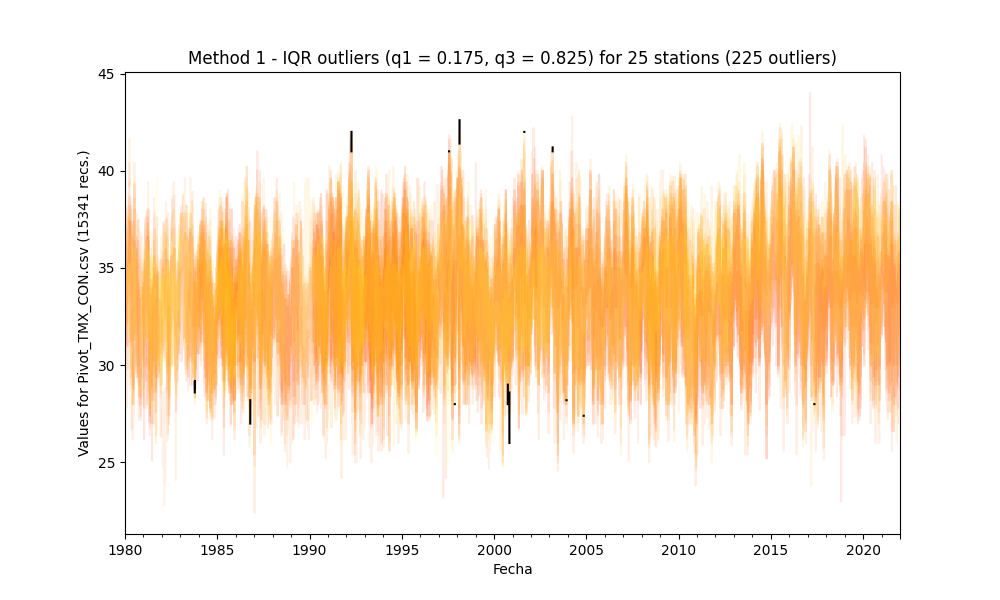 Method 1 - IQR outliers (q1 = 0.175, q3 = 0.825) for 25 stations (225 outliers)
Values for Pivot_TMX_CON.csv (15341 recs.)
45
40
35
30
25
1980 1985 1990 1995 2000 2005 2010 2015 2020
Fecha